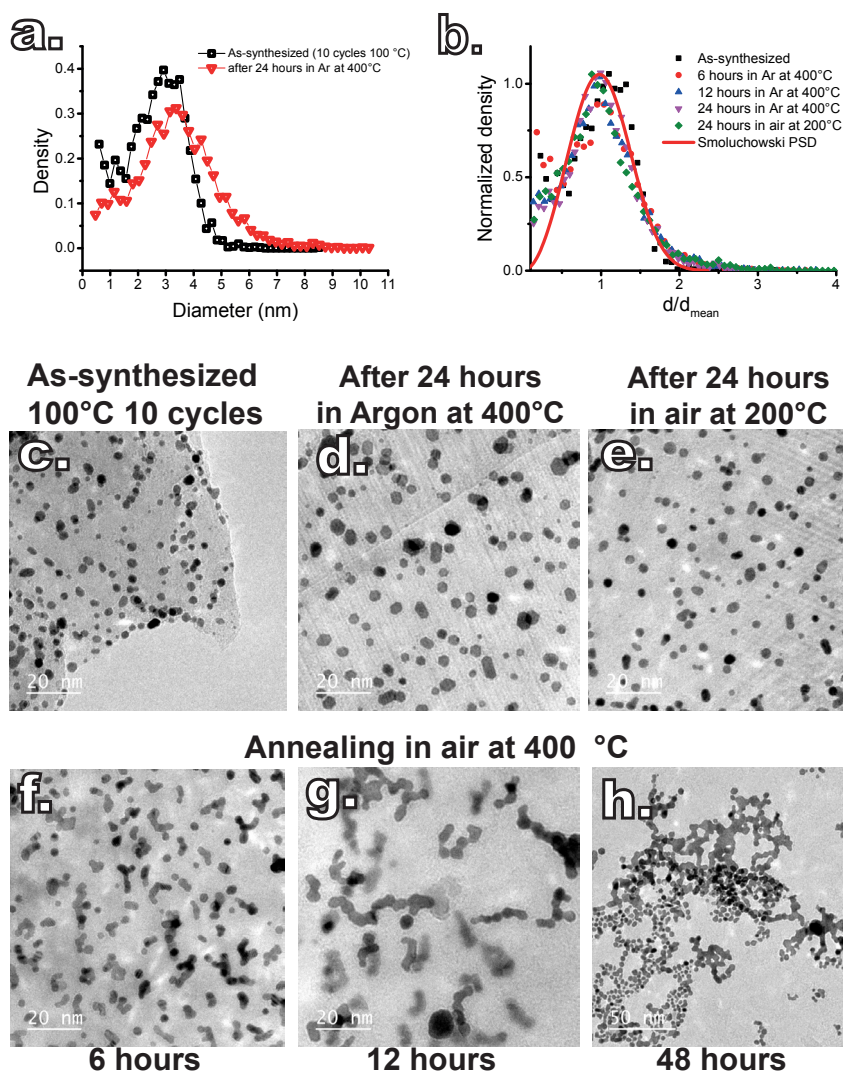 a.
As-synthesized (10 cycles 100 °C)
after 24 hours in Ar at 400°C
0.4
0.3
0.2
0.1
0.0
Density
0 1 2 3 4 5 6 7 8 9 10 11
Diameter (nm)
b.
As-synthesized
6 hours in Ar at 400°C
12 hours in Ar at 400°C
24 hours in Ar at 400°C
24 hours in air at 200°C
Smoluchowski PSD
1.0
0.5
0.0
Normalized density
0 1 2 3 4
d/dmean
As-synthesized
100°C 10 cycles
After 24 hours
in Argon at 400°C
After 24 hours
in air at 200°C
c.
20 nm
d.
20 nm
e.
20 nm
Annealing in air at 400 °C
f.
20 nm
g.
20 nm
h.
50 nm
6 hours
12 hours
48 hours